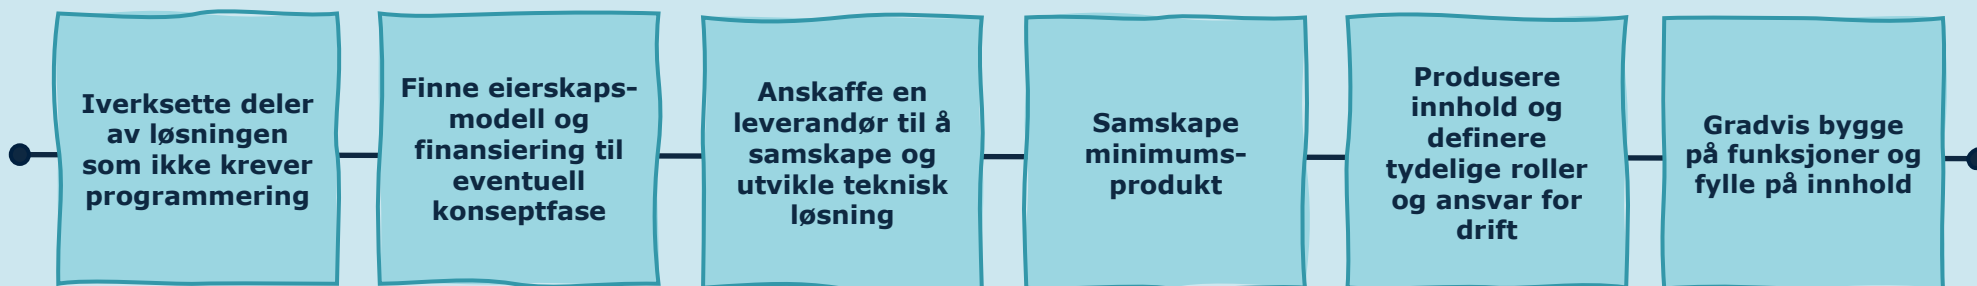 Iverksette deler
av løsningen
som ikke krever
programmering
Finne eierskaps-
modell og
finansiering til
eventuell
konseptfase
Anskaffe en
leverandør til å
samskape og
utvikle teknisk
løsning
Samskape
minimums-
produkt
Produsere
innhold og
definere
tydelige roller
og ansvar for
drift
Gradvis bygge
på funksjoner og
fylle på innhold